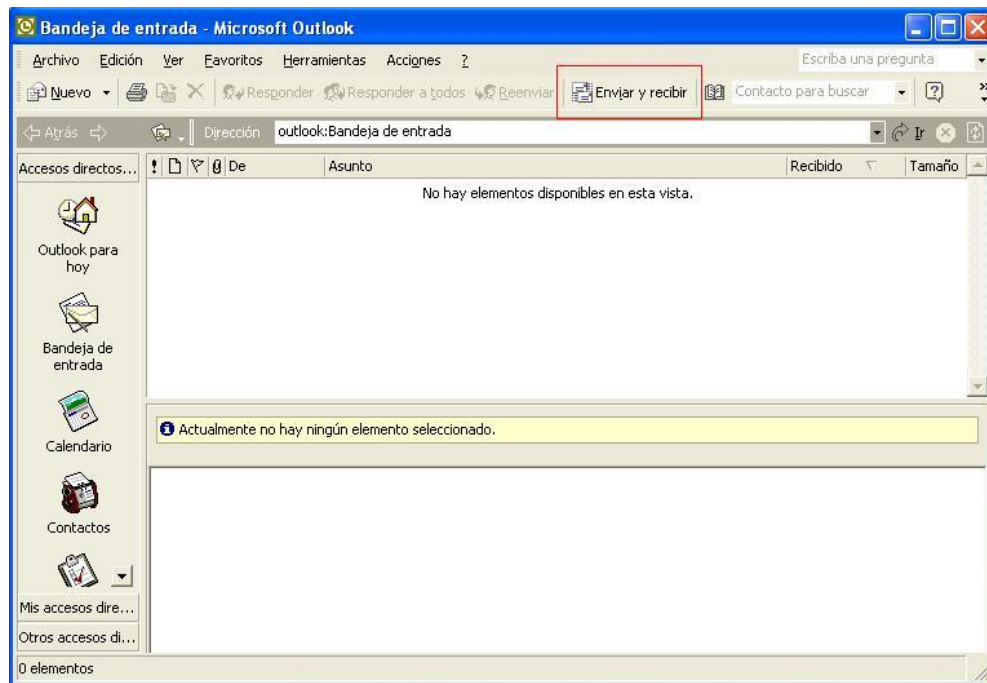 Bandeja de entrada - Microsoft Outlook
Archivo Edición Ver Favoritos Herramientas Acciones ? Escriba una pregunta
Nuevo Responder Responder a todos Reenviar Enviar y recibir Contacto para buscar
Atrás Dirección outlook:Bandeja de entrada Ir
Accesos directos... ! De Asunto Recibido Tamaño
No hay elementos disponibles en esta vista.
Outlook para
hoy
Bandeja de
entrada
Calendario
Actualmente no hay ningún elemento seleccionado.
Contactos
Mis accesos dire...
Otros accesos di...
0 elementos